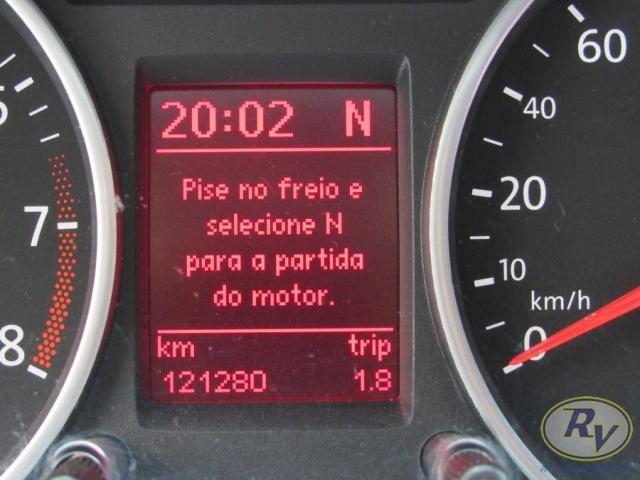 20:02 N
Pise no freio e
selecione N
para a partida
do motor.
km trip
121280 1.8
7
8
60
40
20
10
km/h
0
RV